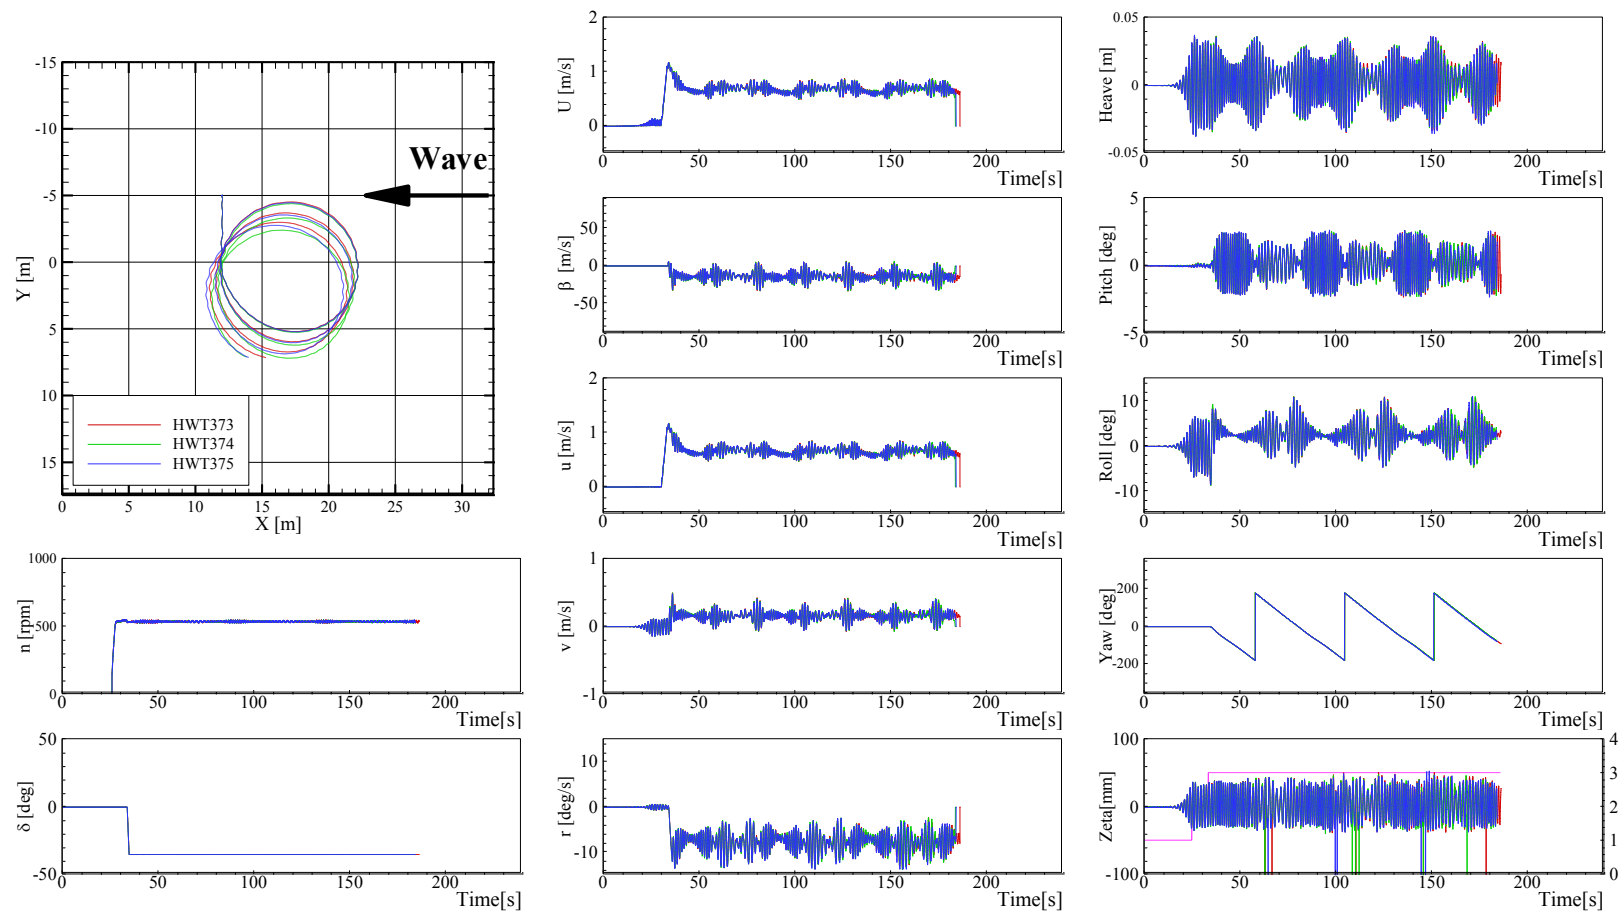 -15
-10
-5
0
5
10
15
Y [m]
0 5 10 15 20 25 30
X [m]
Wave
HWT373
HWT374
HWT375
1000
500
0
n [rpm]
0 50 100 150 200
Time[s]
50
0
-50
δ [deg]
0 50 100 150 200
Time[s]
2
1
0
U [m/s]
0 50 100 150 200
Time[s]
50
0
-50
β [m/s]
0 50 100 150 200
Time[s]
2
1
0
u [m/s]
0 50 100 150 200
Time[s]
1
0
-1
v [m/s]
0 50 100 150 200
Time[s]
10
0
-10
r [deg/s]
0 50 100 150 200
Time[s]
0.05
0
-0.05
Heave [m]
0 50 100 150 200
Time[s]
5
0
-5
Pitch [deg]
0 50 100 150 200
Time[s]
10
0
-10
Roll [deg]
0 50 100 150 200
Time[s]
200
0
-200
Yaw [deg]
0 50 100 150 200
Time[s]
100
50
0
-50
-100
Zeta[mm]
4
3
2
1
0
0 50 100 150 200
Time[s]